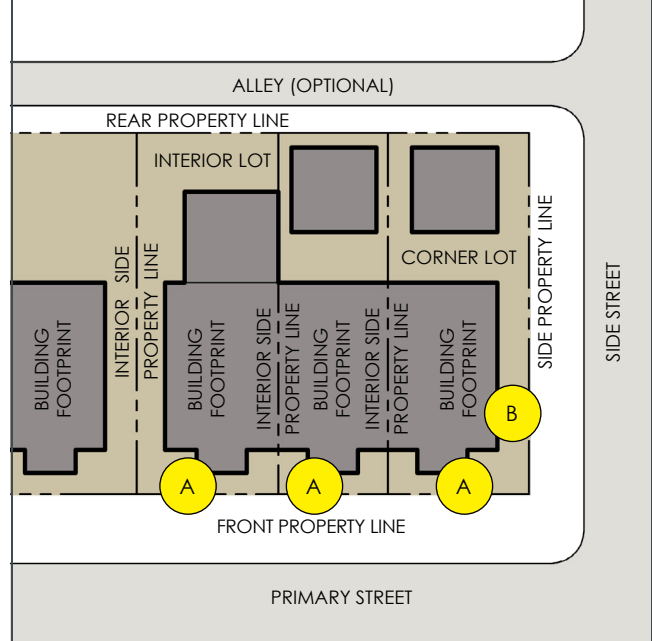 ALLEY (OPTIONAL)
REAR PROPERTY LINE
INTERIOR LOT
CORNER LOT
SIDE PROPERTY LINE
SIDE STREET
BUILDING
FOOTPRINT
INTERIOR SIDE
PROPERTY LINE
BUILDING
FOOTPRINT
INTERIOR SIDE
PROPERTY LINE
BUILDING
FOOTPRINT
INTERIOR SIDE
PROPERTY LINE
BUILDING
FOOTPRINT
B
A
A
A
FRONT PROPERTY LINE
PRIMARY STREET